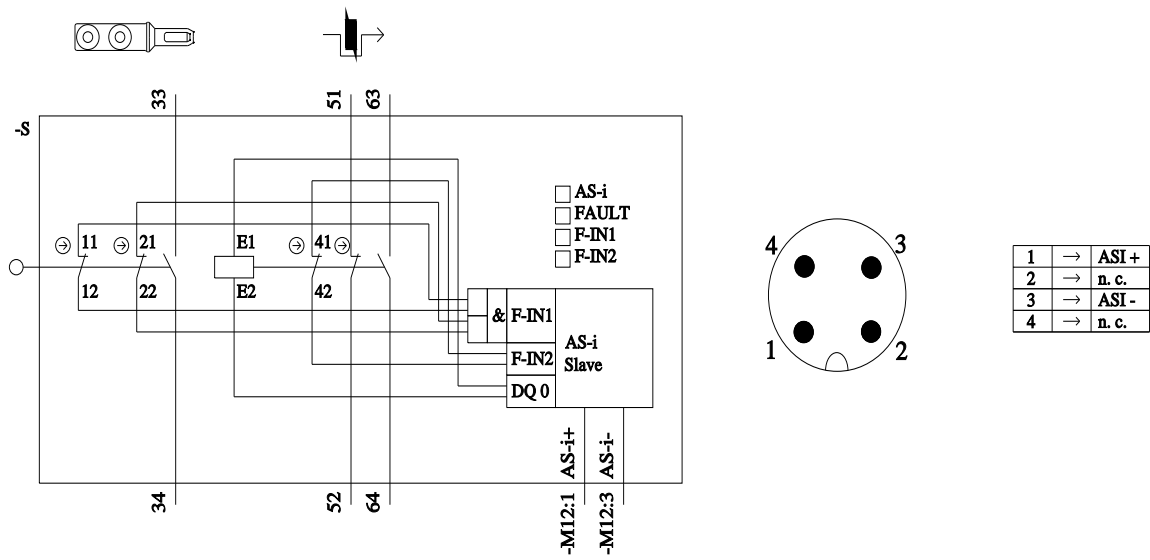 33
51
63
-S
AS-i
FAULT
F-IN1
F-IN2
11
21
E1
41
12
22
E2
42
& F-IN1
AS-i
Slave
F-IN2
DQ 0
34
52
64
-M12:1 AS-i+
-M12:3 AS-i-
4
3
1
2
1 → ASI +
2 → n. c.
3 → ASI -
4 → n. c.